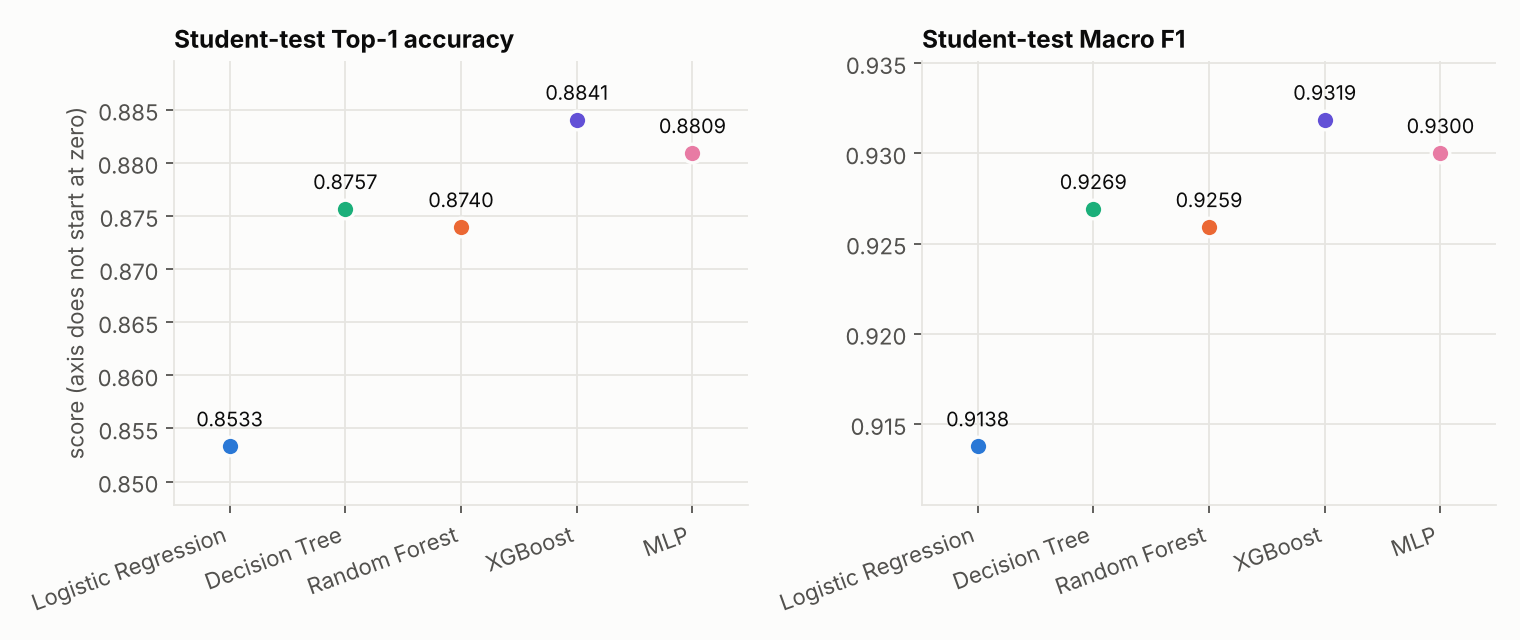 Student-test Top-1 accuracy
score (axis does not start at zero)
0.885
0.880
0.875
0.870
0.865
0.860
0.855
0.850
0.8533
0.8757
0.8740
0.8841
0.8809
Logistic Regression
Decision Tree
Random Forest
XGBoost
MLP
Student-test Macro F1
0.935
0.930
0.925
0.920
0.915
0.9138
0.9269
0.9259
0.9319
0.9300
Logistic Regression
Decision Tree
Random Forest
XGBoost
MLP